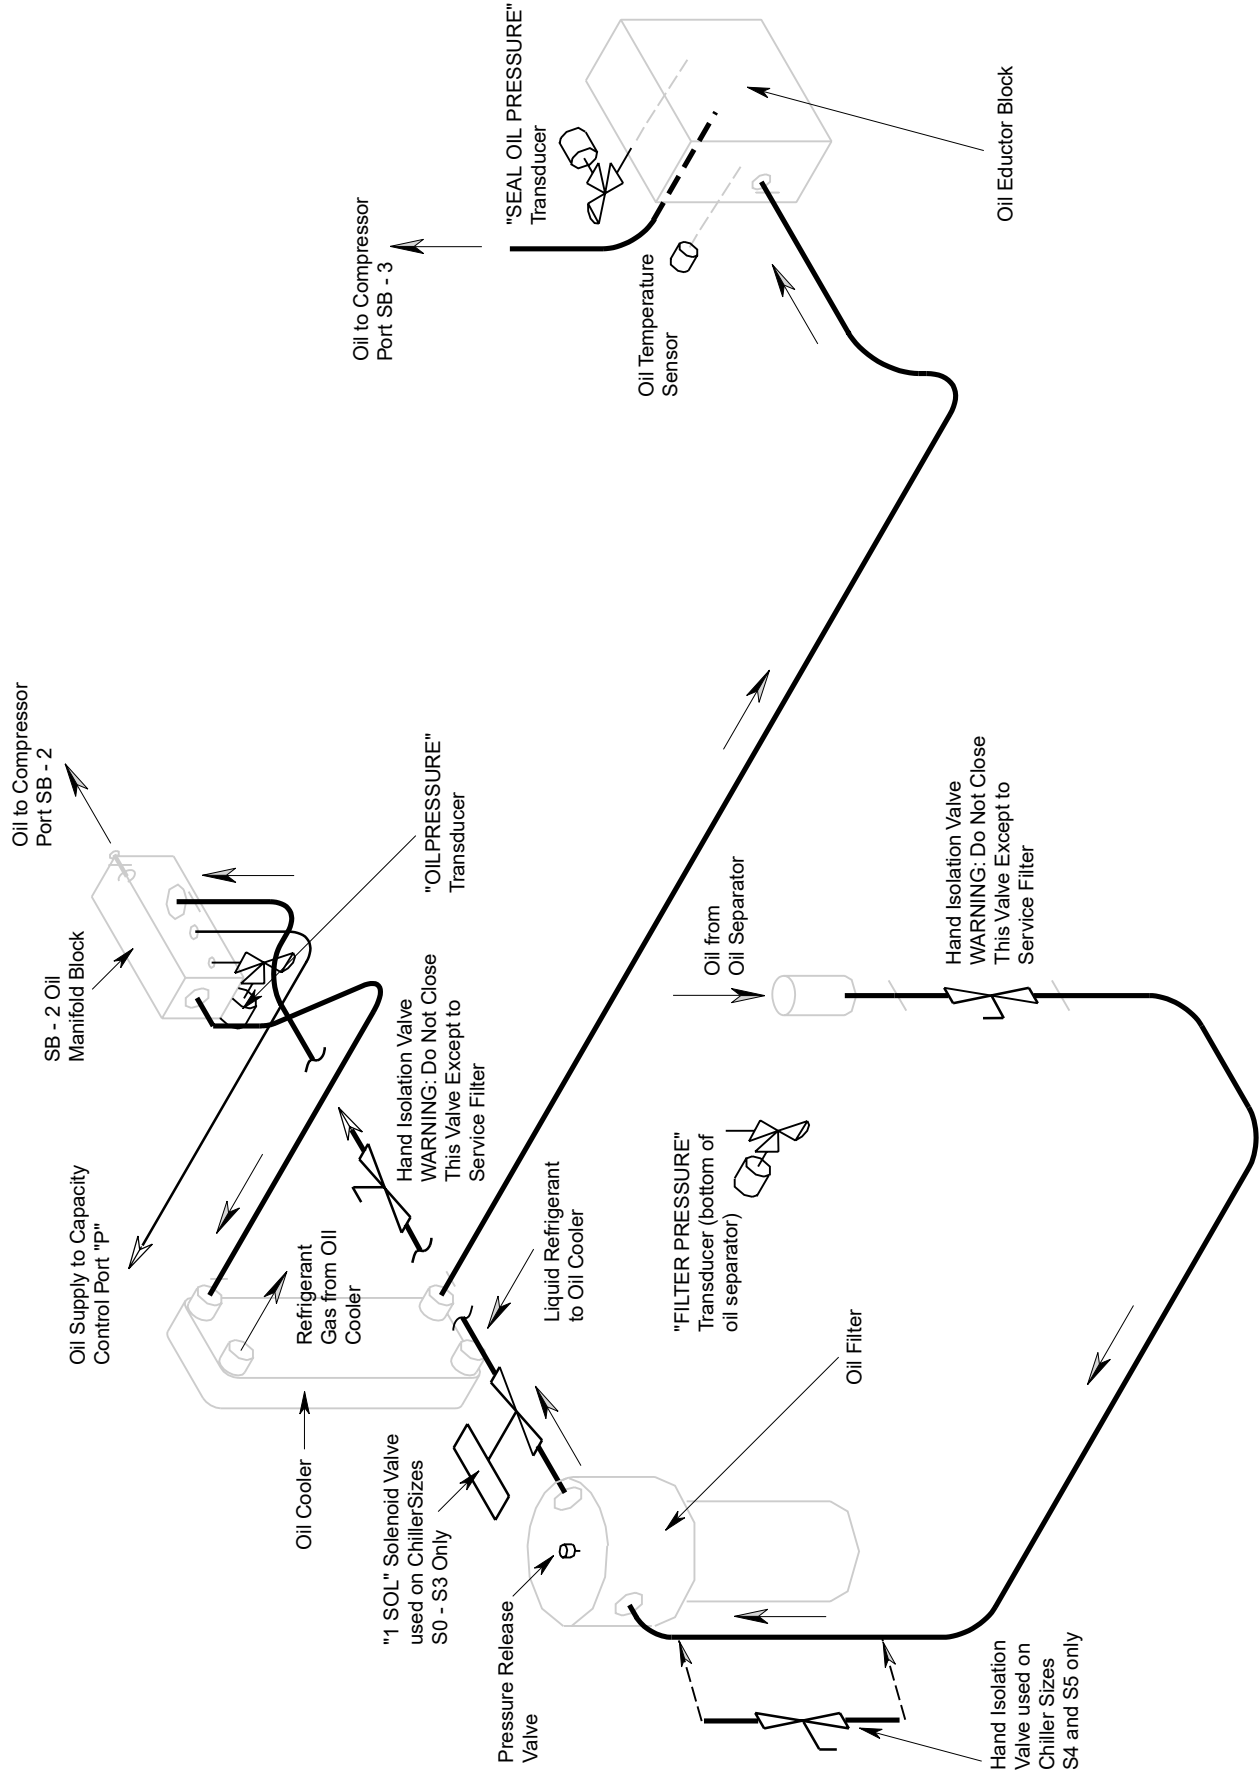 Oil to Compressor
Port SB - 2
SB - 2 Oil
Manifold Block
Oil Supply to Capacity
Control Port "P"
"OILPRESSURE"
Transducer
Oil to Compressor
Port SB - 3
"SEAL OIL PRESSURE"
Transducer
Oil Temperature
Sensor
Oil Eductor Block
Refrigerant
Gas from OIl
Cooler
Hand Isolation Valve
WARNING: Do Not Close
This Valve Except to
Service Filter
Oil Cooler
Liquid Refrigerant
to Oil Cooler
"1 SOL" Solenoid Valve
used on ChillerSizes
S0 - S3 Only
Pressure Release
Valve
Oil Filter
"FILTER PRESSURE"
Transducer (bottom of
oil separator)
Oil from
Oil Separator
Hand Isolation Valve
WARNING: Do Not Close
This Valve Except to
Service Filter
Hand Isolation
Valve used on
Chiller Sizes
S4 and S5 only